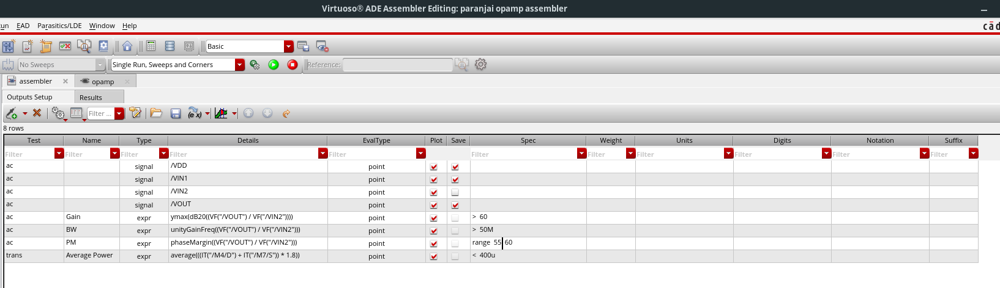 Virtuoso® ADE Assembler Editing: paranjai opamp assembler
un EAD Parasitics/LDE Window Help
cād
Basic
No Sweeps Single Run, Sweeps and Corners Reference:
assembler opamp
Outputs Setup Results
Filter ... (e x)
8 rows
Test Name Type Details EvalType Plot Save Spec Weight Units Digits Notation Suffix
Filter Filter Filter Filter Filter Filter Filter Filter Filter Filter Filter
ac signal /VDD point
ac signal /VIN1 point
ac signal /VIN2 point
ac signal /VOUT point
ac Gain expr ymax(dB20((VF("/VOUT") / VF("/VIN2")))) point > 60
ac BW expr unityGainFreq((VF("/VOUT") / VF("/VIN2"))) point > 50M
ac PM expr phaseMargin((VF("/VOUT") / VF("/VIN2"))) point range 55 60
trans Average Power expr average(((IT("/M4/D") + IT("/M7/S")) * 1.8)) point < 400u